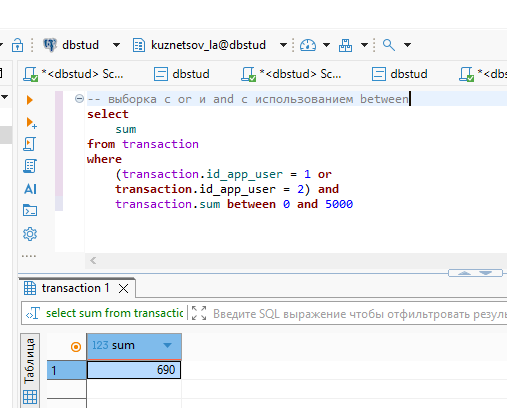 dbstud kuznetsov_la@dbstud
*<dbstud> Sc... dbstud *<dbstud> Sc... dbstud *<dbs
-- выборка с or и and с использованием between
select
sum
from transaction
where
(transaction.id_app_user = 1 or
transaction.id_app_user = 2) and
transaction.sum between 0 and 5000
AI
transaction 1
select sum from transactic Введите SQL выражение чтобы отфильтровать резуль
Таблица
123 sum
1 690